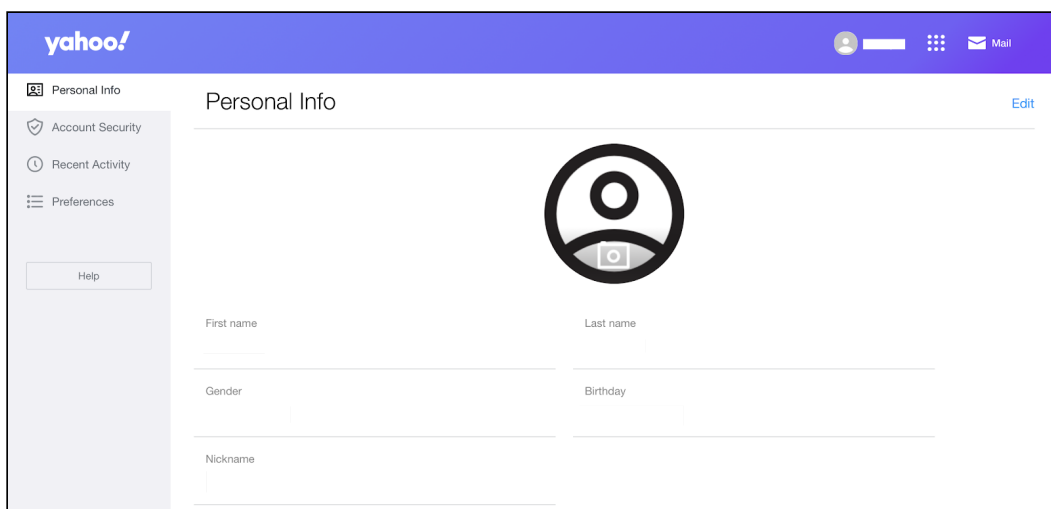 yahoo!
Mail
Personal Info
Account Security
Recent Activity
Preferences
Help
Personal Info
Edit
First name
Last name
Gender
Birthday
Nickname